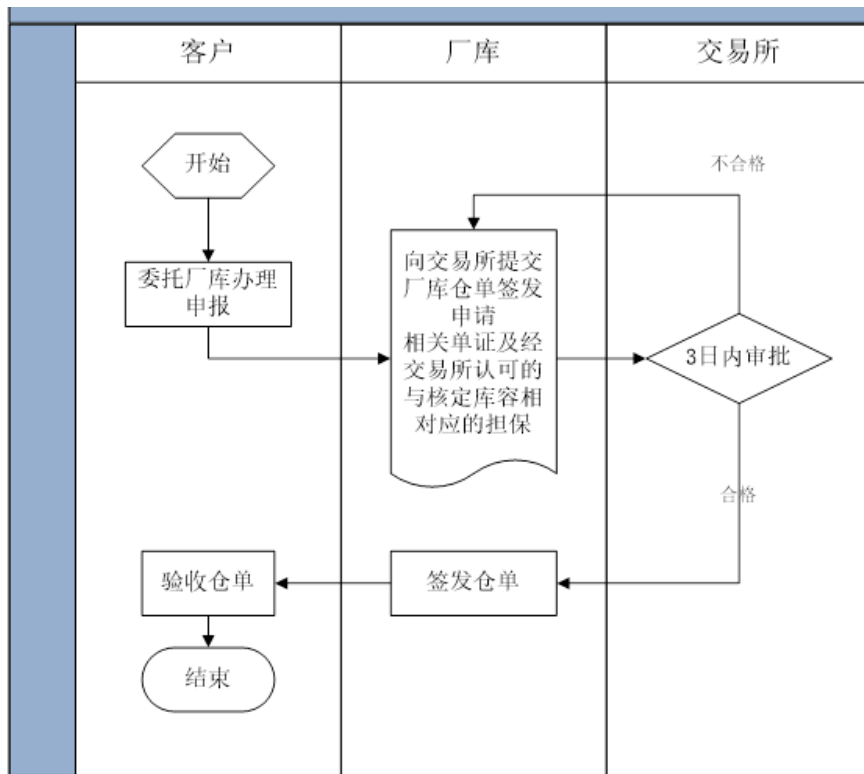 客户
厂库
交易所
开始
不合格
委托厂库办理
申报
向交易所提交
厂库仓单签发
申请
相关单证及经
交易所认可的
与核定库容相
对应的担保
3日内审批
合格
验收仓单
签发仓单
结束